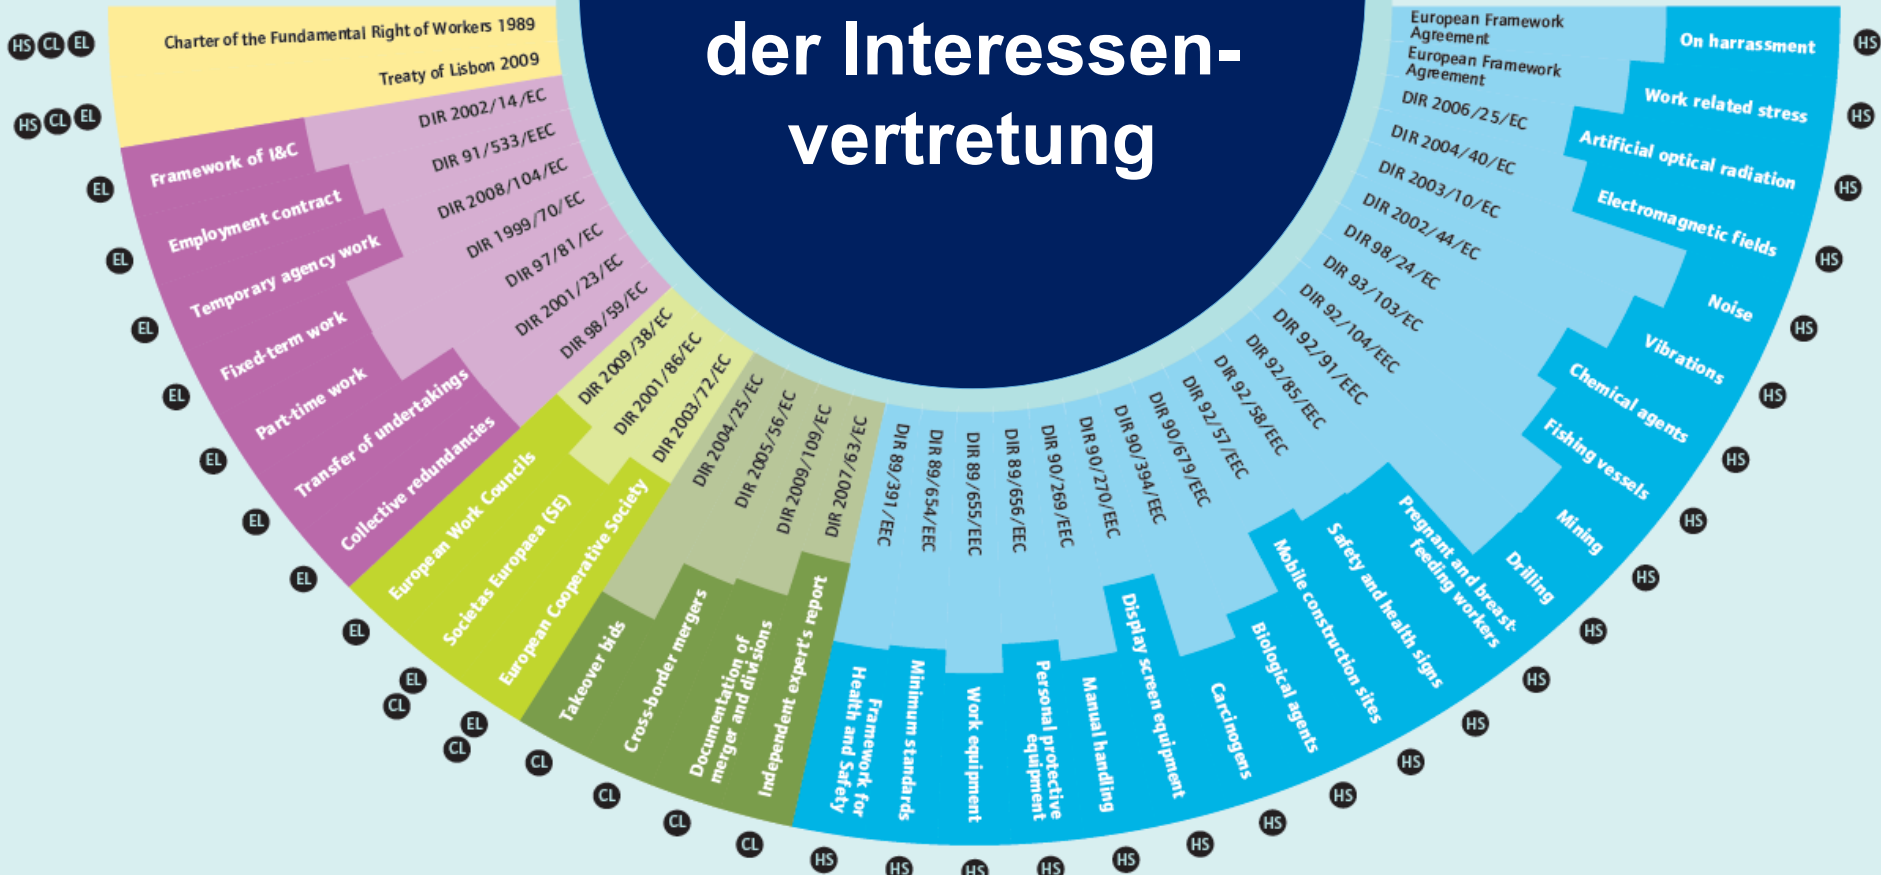 der Interessen-
vertretung
HS CL EL
Charter of the Fundamental Right of Workers 1989
HS CL EL
Treaty of Lisbon 2009
EL
Framework of I&C
DIR 2002/14/EC
EL
Employment contract
DIR 91/533/EEC
EL
Temporary agency work
DIR 2008/104/EC
EL
Fixed-term work
DIR 1999/70/EC
EL
Part-time work
DIR 97/81/EC
EL
Transfer of undertakings
DIR 2001/23/EC
EL
Collective redundancies
DIR 98/59/EC
EL
European Work Councils
DIR 2009/38/EC
EL
CL
Societas Europaea (SE)
DIR 2001/86/EC
EL
CL
European Cooperative Society
DIR 2003/72/EC
CL
Takeover bids
DIR 2004/25/EC
CL
Cross-border mergers
DIR 2005/56/EC
CL
Documentation of
merger and divisions
DIR 2009/109/EC
CL
Independent expert's report
DIR 2007/63/EC
HS
Framework for
Health and Safety
DIR 89/391/EEC
HS
Minimum standards
DIR 89/654/EEC
HS
Work equipment
DIR 89/655/EEC
HS
Personal protective
equipment
DIR 89/656/EEC
HS
Manual handling
DIR 90/269/EEC
HS
Display screen equipment
DIR 90/270/EEC
HS
Carcinogens
DIR 90/394/EEC
HS
Biological agents
DIR 90/679/EEC
HS
Mobile construction sites
DIR 92/57/EEC
HS
Safety and health signs
DIR 92/58/EEC
HS
Pregnant and breast-
feeding workers
DIR 92/85/EEC
HS
Drilling
DIR 92/91/EEC
HS
Mining
DIR 92/104/EEC
HS
Fishing vessels
DIR 93/103/EC
HS
Chemical agents
DIR 98/24/EC
HS
Vibrations
DIR 2002/44/EC
HS
Noise
DIR 2003/10/EC
HS
Electromagnetic fields
DIR 2004/40/EC
HS
Artificial optical radiation
DIR 2006/25/EC
HS
Work related stress
European Framework
Agreement
HS
On harrassment
European Framework
Agreement